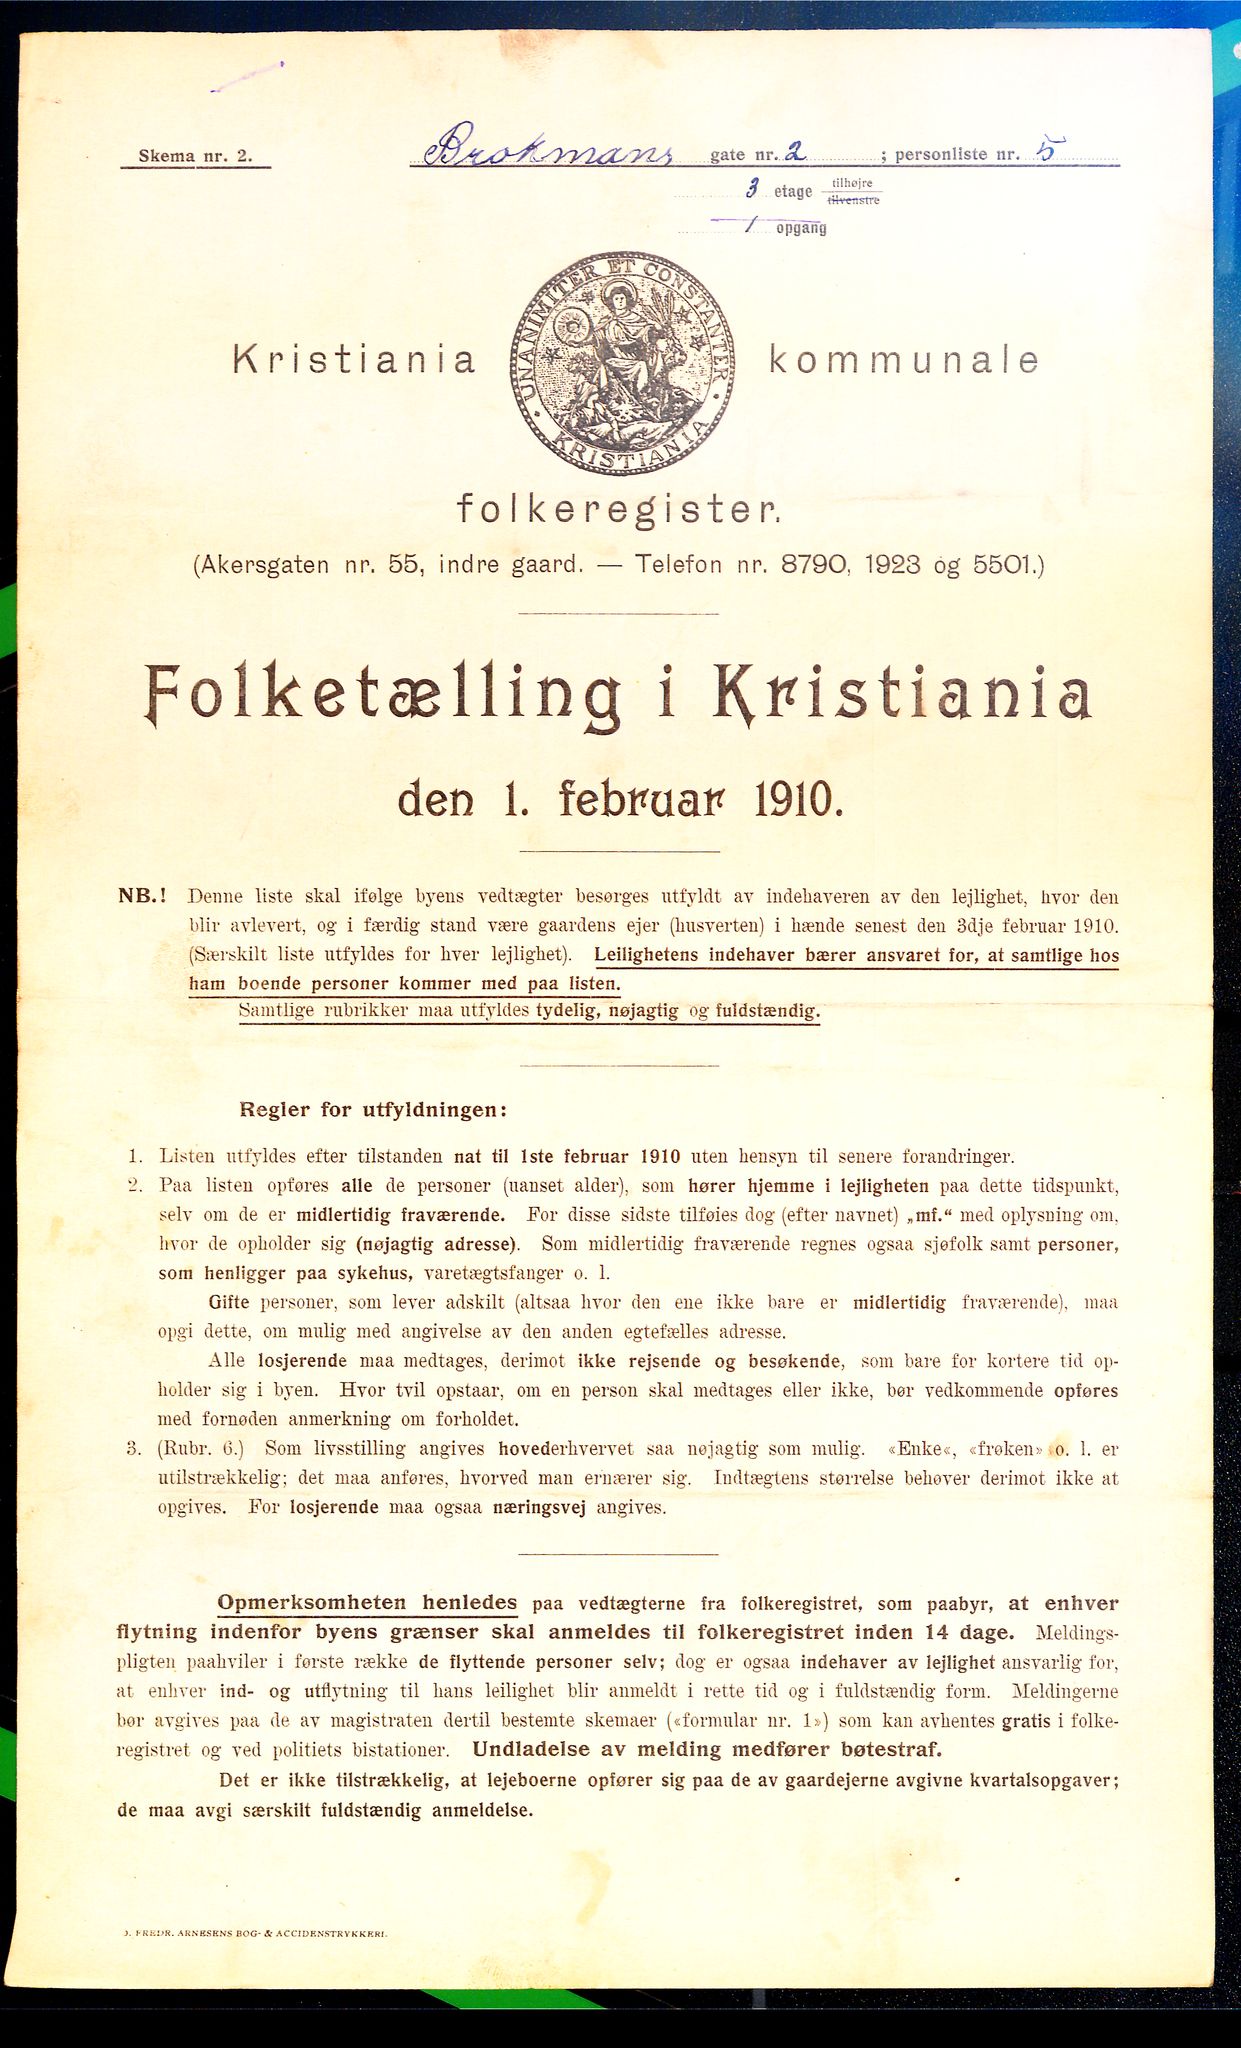 Skema nr. 2.
Brokmans gate nr. 2 ; personliste nr. 5
3 etage tilhøjre
tilvenstre
1 opgang
UNANIMITER ET CONSTANTER
KRISTIANIA
Kristiania kommunale
folkeregister.
(Akersgaten nr. 55, indre gaard. — Telefon nr. 8790, 1923 og 5501.)
Folketælling i Kristiania
den 1. februar 1910.
NB.! Denne liste skal ifølge byens vedtægter besørges utfyldt av indehaveren av den lejlighet, hvor den
blir avlevert, og i færdig stand være gaardens ejer (husverten) i hænde senest den 3dje februar 1910.
(Særskilt liste utfyldes for hver lejlighet). Leilighetens indehaver bærer ansvaret for, at samtlige hos
ham boende personer kommer med paa listen.
Samtlige rubrikker maa utfyldes tydelig, nøjagtig og fuldstændig.
Regler for utfyldningen:
1. Listen utfyldes efter tilstanden nat til 1ste februar 1910 uten hensyn til senere forandringer.
2. Paa listen opføres alle de personer (uanset alder), som hører hjemme i lejligheten paa dette tidspunkt,
selv om de er midlertidig fraværende. For disse sidste tilføies dog (efter navnet) „mf.“ med oplysning om,
hvor de opholder sig (nøjagtig adresse). Som midlertidig fraværende regnes ogsaa sjøfolk samt personer,
som henligger paa sykehus, varetægtsfanger o. l.
Gifte personer, som lever adskilt (altsaa hvor den ene ikke bare er midlertidig fraværende), maa
opgi dette, om mulig med angivelse av den anden egtefælles adresse.
Alle losjerende maa medtages, derimot ikke rejsende og besøkende, som bare for kortere tid op-
holder sig i byen. Hvor tvil opstaar, om en person skal medtages eller ikke, bør vedkommende opføres
med fornøden anmerkning om forholdet.
3. (Rubr. 6.) Som livsstilling angives hovederhvervet saa nøjagtig som mulig. «Enke«, «frøken» o. l. er
utilstrækkelig; det maa anføres, hvorved man ernærer sig. Indtægtens størrelse behøver derimot ikke at
opgives. For losjerende maa ogsaa næringsvej angives.
Opmerksomheten henledes paa vedtægterne fra folkeregistret, som paabyr, at enhver
flytning indenfor byens grænser skal anmeldes til folkeregistret inden 14 dage. Meldings-
pligten paahviler i første række de flyttende personer selv; dog er ogsaa indehaver av lejlighet ansvarlig for,
at enhver ind- og utflytning til hans leilighet blir anmeldt i rette tid og i fuldstændig form. Meldingerne
bør avgives paa de av magistraten dertil bestemte skemaer («formular nr. 1») som kan avhentes gratis i folke-
registret og ved politiets bistationer. Undladelse av melding medfører bøtestraf.
Det er ikke tilstrækkelig, at lejeboerne opfører sig paa de av gaardejerne avgivne kvartalsopgaver;
de maa avgi særskilt fuldstændig anmeldelse.
J. FREDR. ARNESENS BOG- & ACCIDENSTRYKKERI.